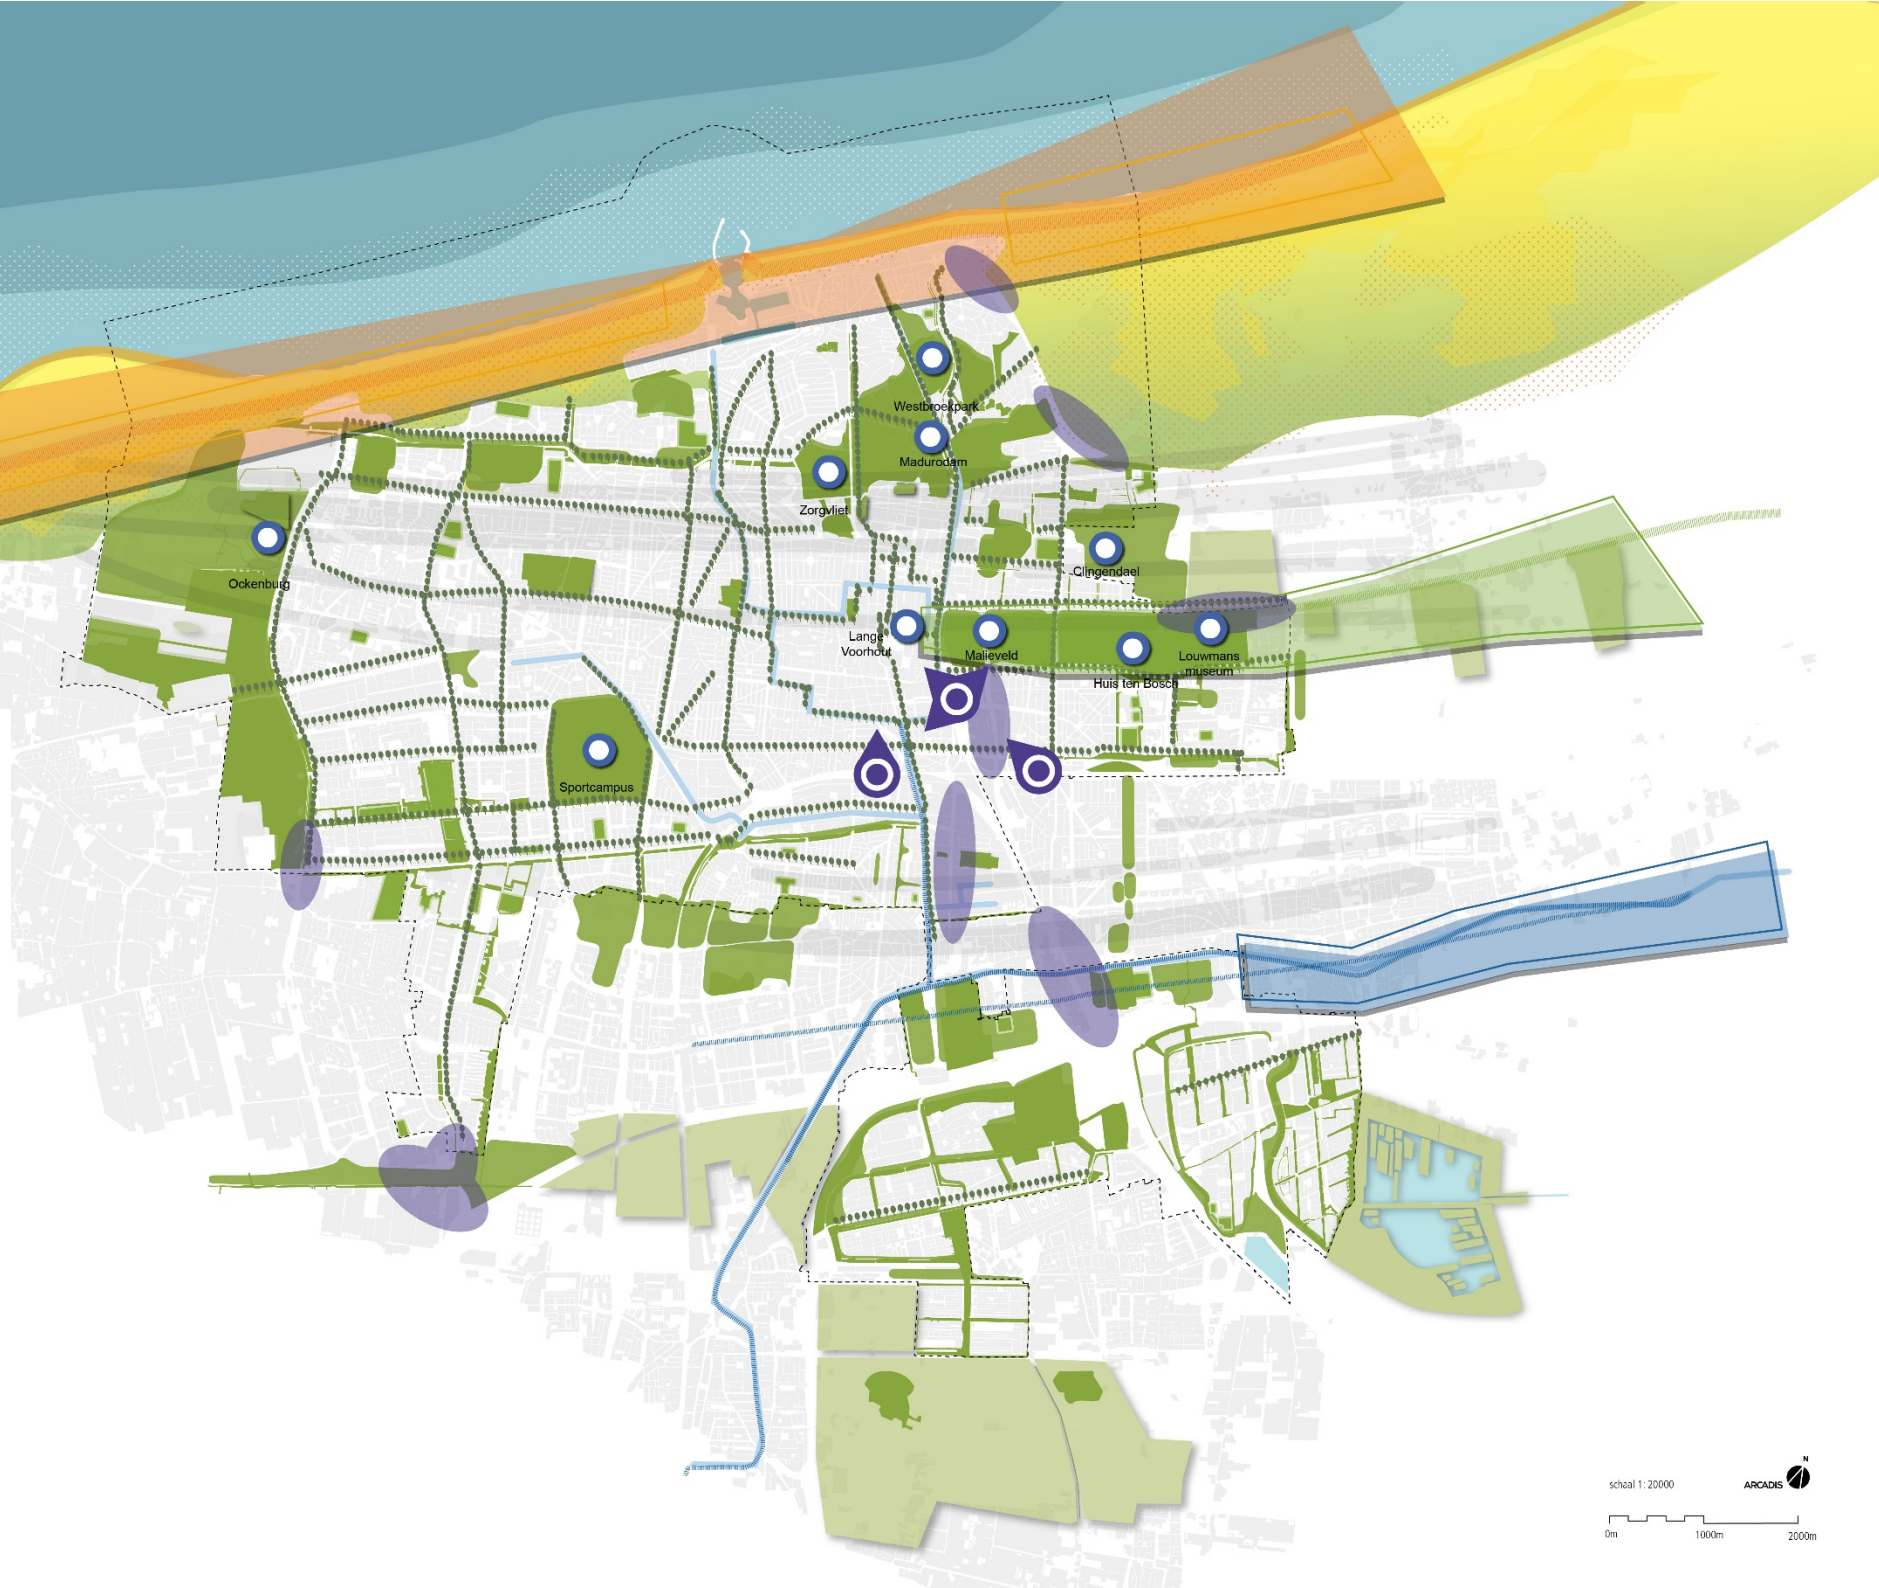 Westbroekpark
Madurodam
Zorgvliet
Clingendael
Ockenburg
Lange
Voorhout
Malieveld
Louwmans
museum
Huis ten Bosch
Sportcampus
N
schaal 1: 20000
ARCADIS
0m
1000m
2000m